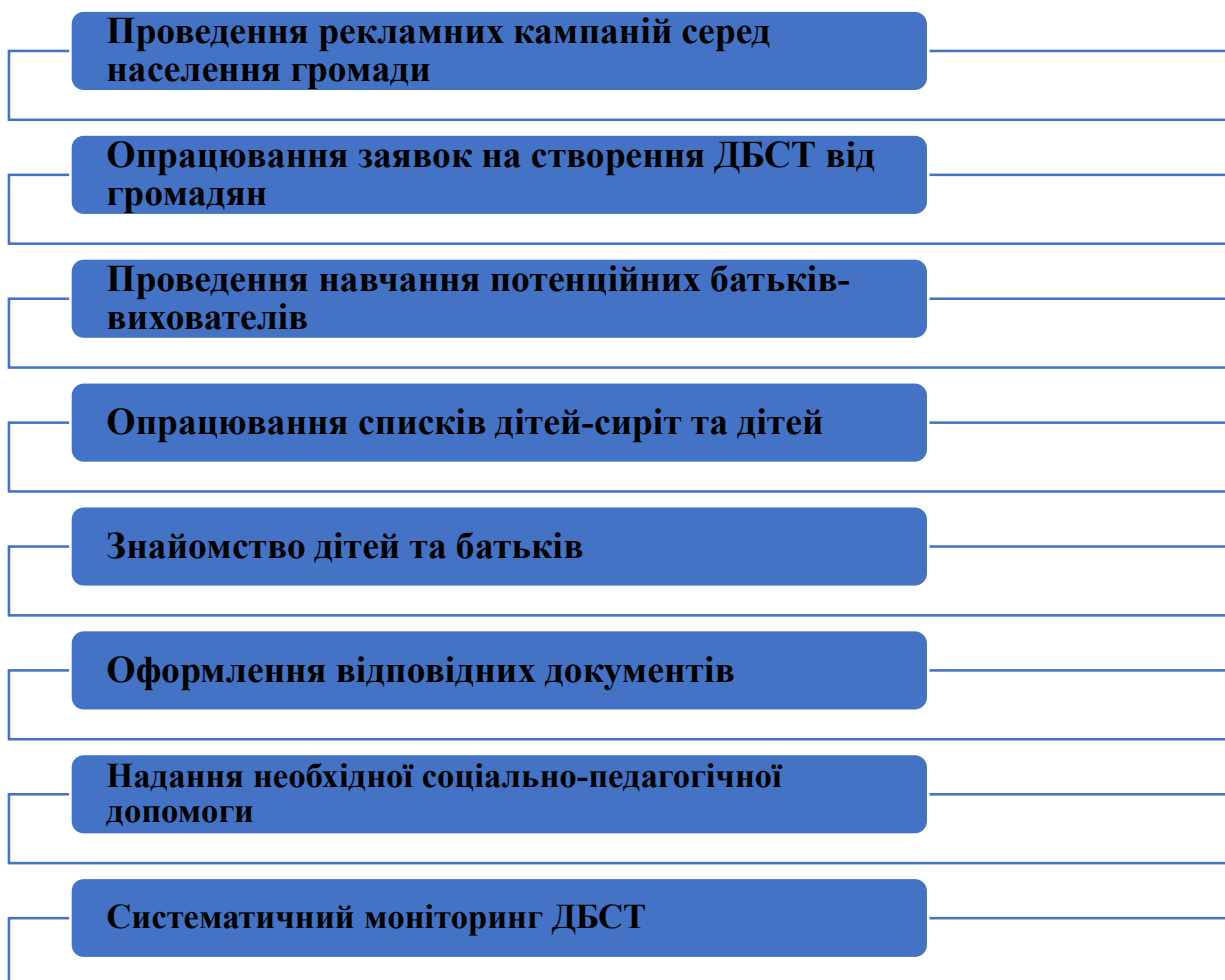 Проведення рекламних кампаній серед
населення громади
Опрацювання заявок на створення ДБСТ від
громадян
Проведення навчання потенційних батьків-
вихователів
Опрацювання списків дітей-сиріт та дітей
Знайомство дітей та батьків
Оформлення відповідних документів
Надання необхідної соціально-педагогічної
допомоги
Систематичний моніторинг ДБСТ